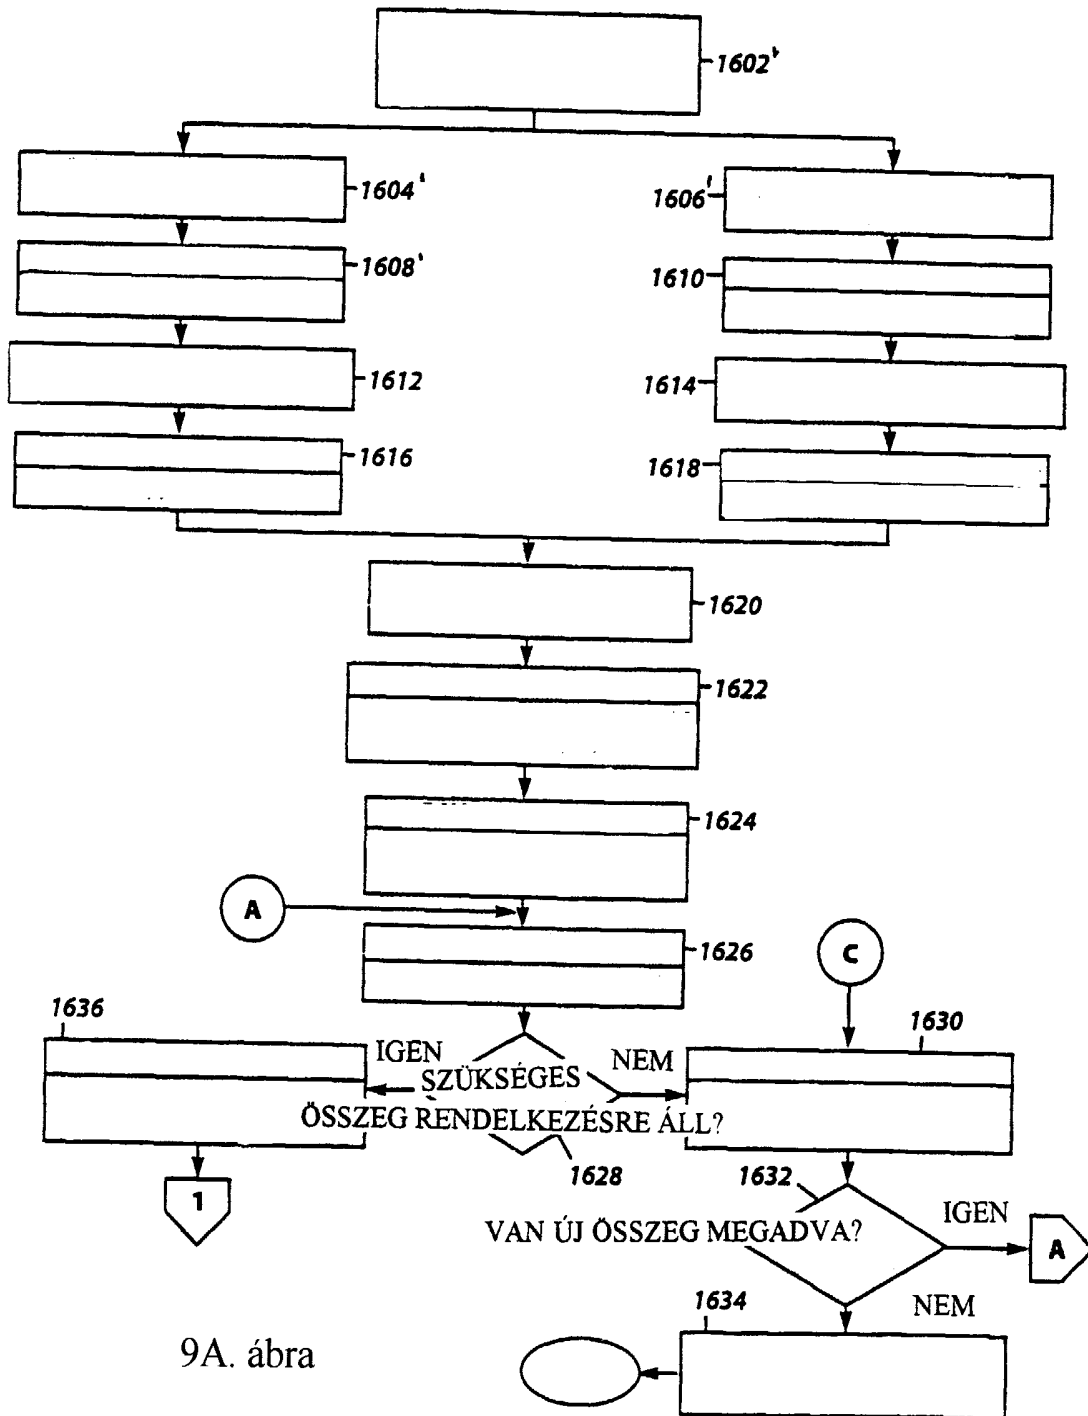 1602'
1604'
1606'
1608'
1610
1612
1614
1616
1618
1620
1622
1624
A
1626
C
1636
1630
IGEN
NEM
SZÜKSÉGES
ÖSSZEG RENDELKEZÉSRE ÁLL?
1628
1
1632
IGEN
VAN ÚJ ÖSSZEG MEGADVA?
A
1634
NEM
9A. ábra